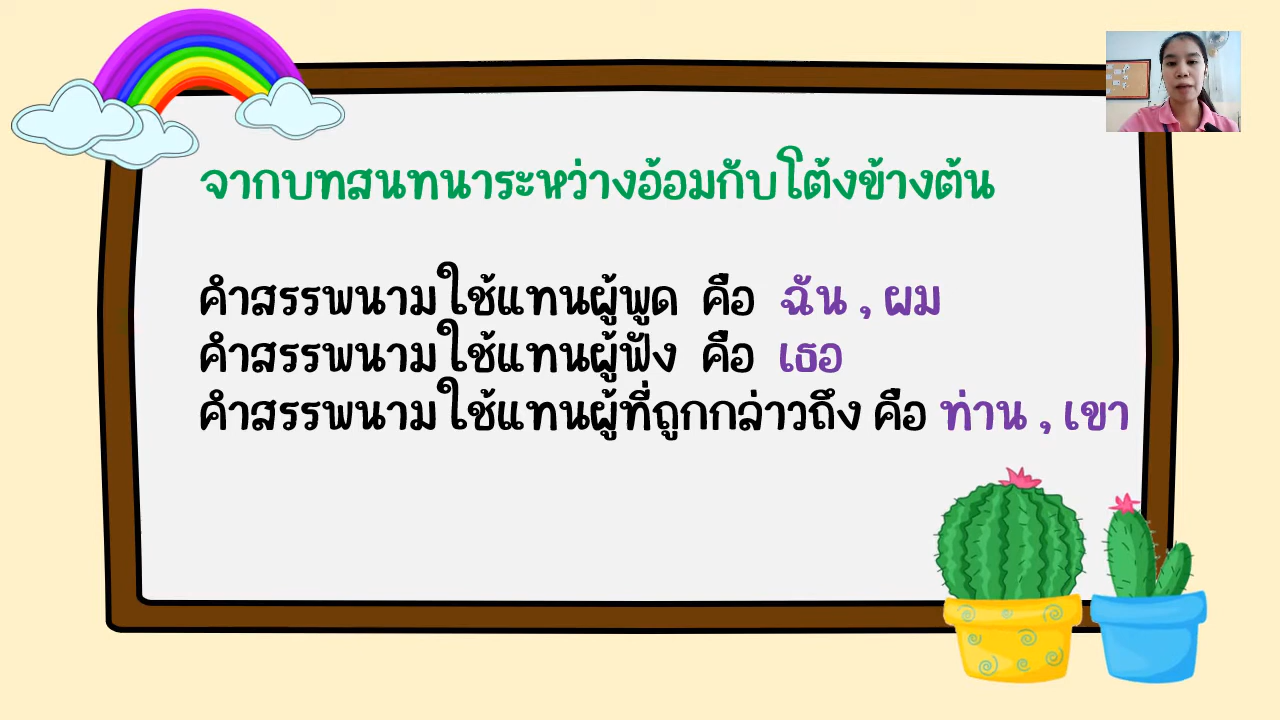 จากบทสนทนาระหว่างอ้อมกับโต้งข้างต้น
คำสรรพนามใช้แทนผู้พูด คือ ฉัน , ผม
คำสรรพนามใช้แทนผู้ฟัง คือ เธอ
คำสรรพนามใช้แทนผู้ที่ถูกกล่าวถึง คือ ท่าน , เขา